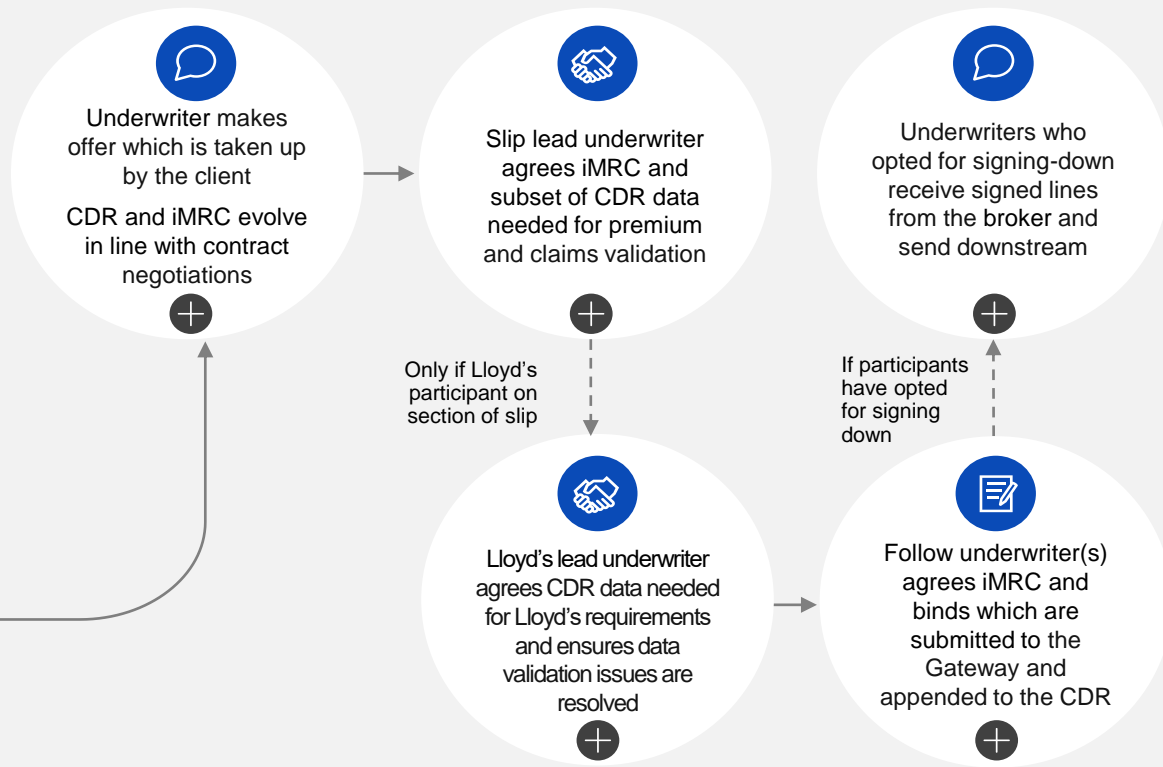 Underwriter makes
offer which is taken up
by the client
CDR and iMRC evolve
in line with contract
negotiations
Slip lead underwriter
agrees iMRC and
subset of CDR data
needed for premium
and claims validation
Only if Lloyd's
participant on
section of slip
Lloyd's lead underwriter
agrees CDR data needed
for Lloyd's requirements
and ensures data
validation issues are
resolved
Follow underwriter(s)
agrees iMRC and
binds which are
submitted to the
Gateway and
appended to the CDR
If participants
have opted
for signing
down
Underwriters who
opted for signing-down
receive signed lines
from the broker and
send downstream